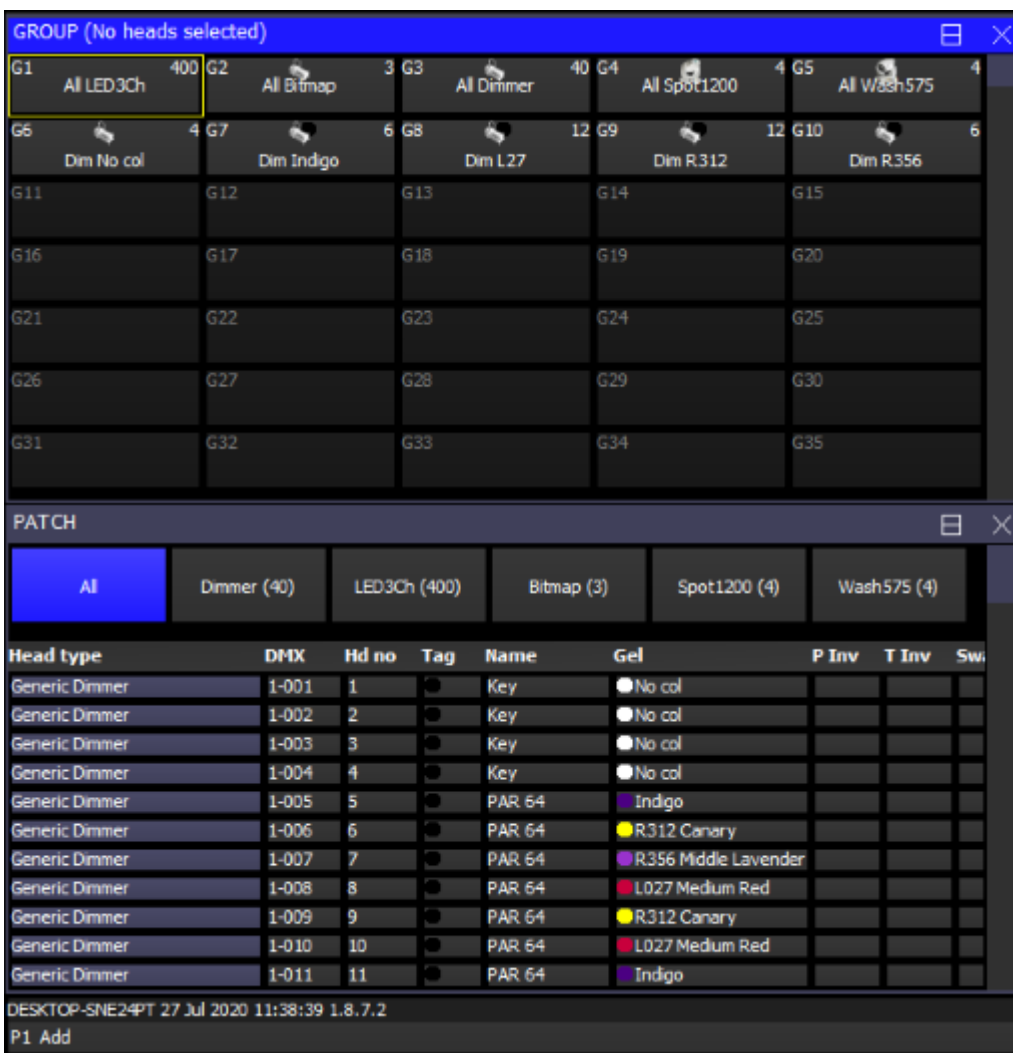 GROUP (No heads selected)
G1 400 G2 3 G3 40 G4 4 G5 4
All LED3Ch All Bitmap All Dimmer All Spot1200 All Wash575
G6 4 G7 6 G8 12 G9 12 G10 6
Dim No col Dim Indigo Dim L27 Dim R312 Dim R356
G11 G12 G13 G14 G15
G16 G17 G18 G19 G20
G21 G22 G23 G24 G25
G26 G27 G28 G29 G30
G31 G32 G33 G34 G35
PATCH
All Dimmer (40) LED3Ch (400) Bitmap (3) Spot1200 (4) Wash575 (4)
Head type DMX Hd no Tag Name Gel P Inv T Inv Swa
Generic Dimmer 1-001 1 Key No col
Generic Dimmer 1-002 2 Key No col
Generic Dimmer 1-003 3 Key No col
Generic Dimmer 1-004 4 Key No col
Generic Dimmer 1-005 5 PAR 64 Indigo
Generic Dimmer 1-006 6 PAR 64 R312 Canary
Generic Dimmer 1-007 7 PAR 64 R356 Middle Lavender
Generic Dimmer 1-008 8 PAR 64 L027 Medium Red
Generic Dimmer 1-009 9 PAR 64 R312 Canary
Generic Dimmer 1-010 10 PAR 64 L027 Medium Red
Generic Dimmer 1-011 11 PAR 64 Indigo
DESKTOP-SNE24PT 27 Jul 2020 11:38:39 1.8.7.2
P1 Add